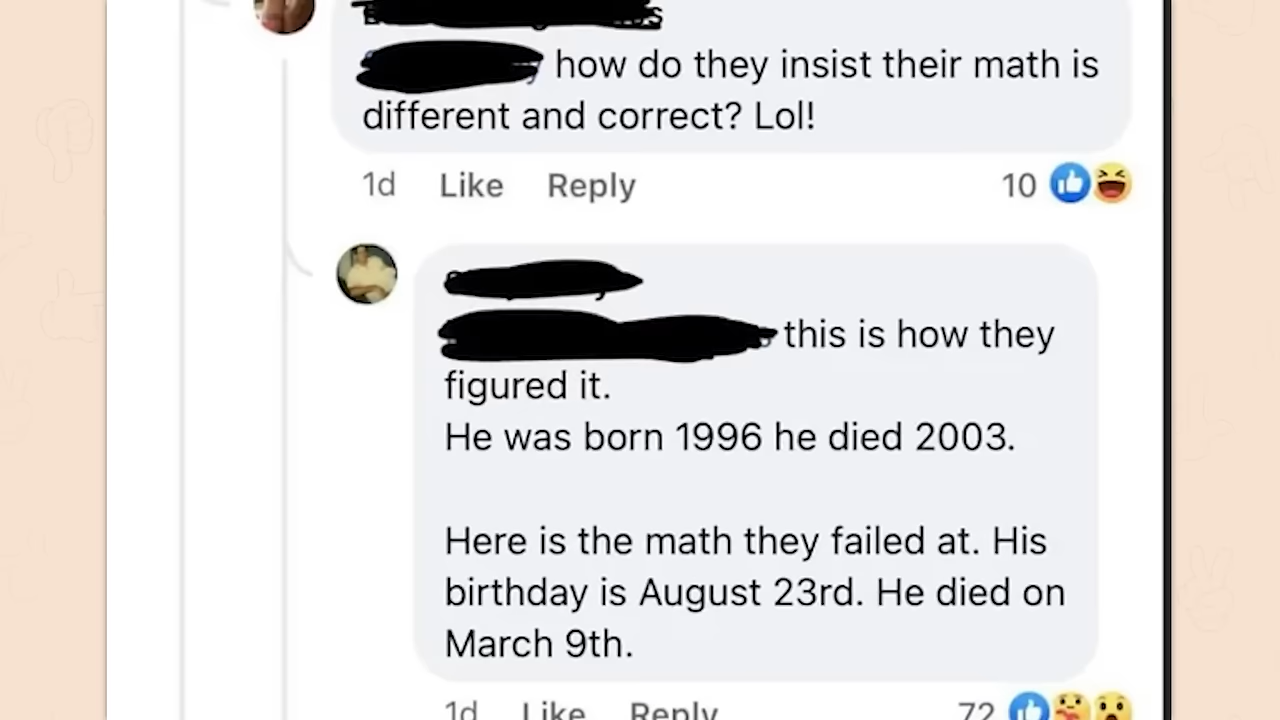 how do they insist their math is
different and correct? Lol!
1d Like Reply 10
this is how they
figured it.
He was born 1996 he died 2003.
Here is the math they failed at. His
birthday is August 23rd. He died on
March 9th.
1d Like Reply 72